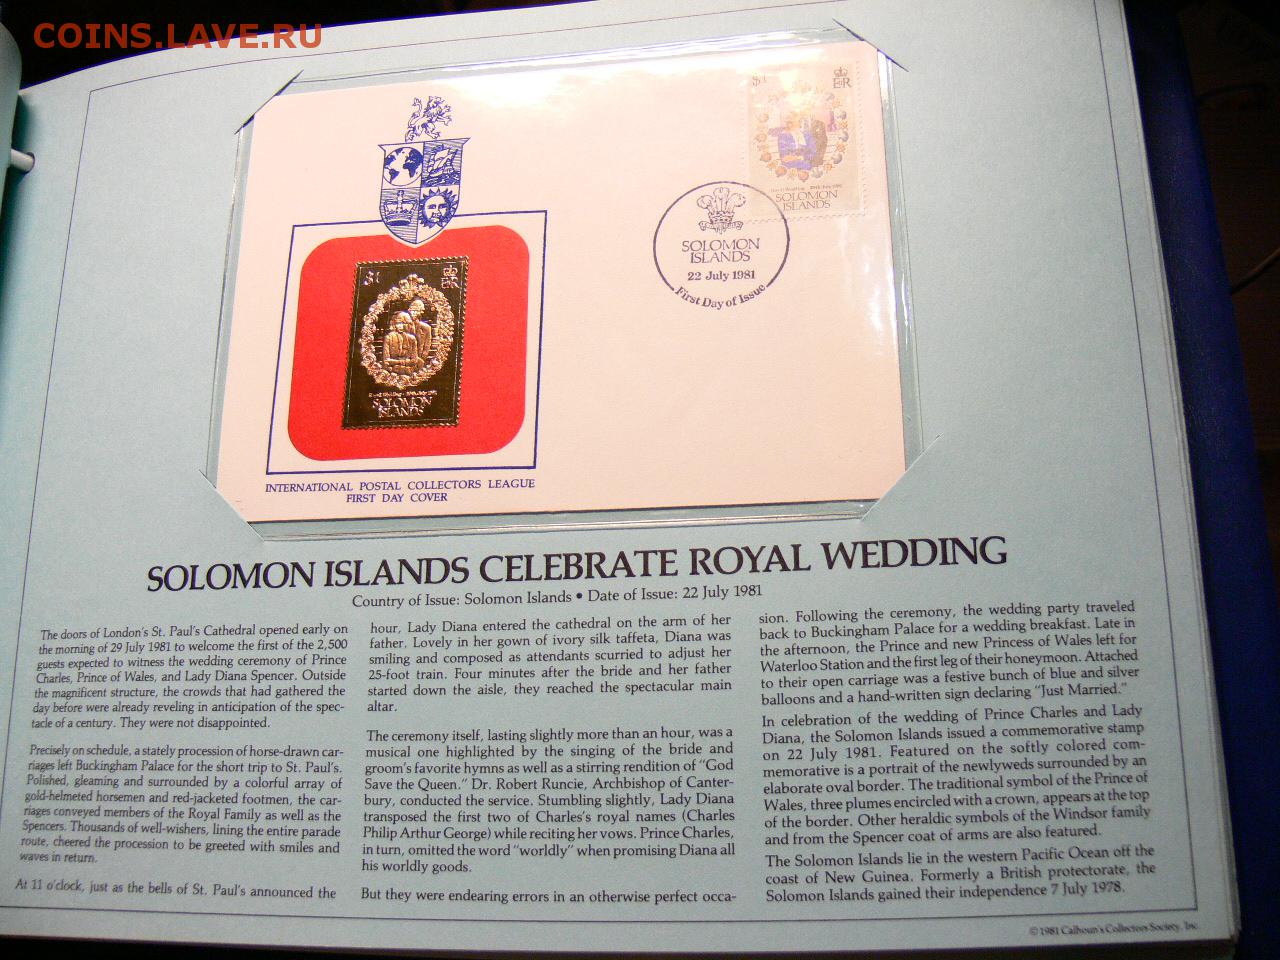 COINS.LAVE.RU
$1
E R
Royal Wedding 29th July 1981
SOLOMON
ISLANDS
SOLOMON
ISLANDS
22 July 1981
First Day of Issue
$1
E R
Royal Wedding - 29th July 1981
SOLOMON
ISLANDS
INTERNATIONAL POSTAL COLLECTORS LEAGUE
FIRST DAY COVER
SOLOMON ISLANDS CELEBRATE ROYAL WEDDING
Country of Issue: Solomon Islands • Date of Issue: 22 July 1981
The doors of London's St. Paul's Cathedral opened early on
the morning of 29 July 1981 to welcome the first of the 2,500
guests expected to witness the wedding ceremony of Prince
Charles, Prince of Wales, and Lady Diana Spencer. Outside
the magnificent structure, the crowds that had gathered the
day before were already reveling in anticipation of the spec-
tacle of a century. They were not disappointed.
Precisely on schedule, a stately procession of horse-drawn car-
riages left Buckingham Palace for the short trip to St. Paul's.
Polished, gleaming and surrounded by a colorful array of
gold-helmeted horsemen and red-jacketed footmen, the car-
riages conveyed members of the Royal Family as well as the
Spencers. Thousands of well-wishers, lining the entire parade
route, cheered the procession to be greeted with smiles and
waves in return.
At 11 o'clock, just as the bells of St. Paul's announced the
hour, Lady Diana entered the cathedral on the arm of her
father. Lovely in her gown of ivory silk taffeta, Diana was
smiling and composed as attendants scurried to adjust her
25-foot train. Four minutes after the bride and her father
started down the aisle, they reached the spectacular main
altar.
The ceremony itself, lasting slightly more than an hour, was a
musical one highlighted by the singing of the bride and
groom's favorite hymns as well as a stirring rendition of "God
Save the Queen." Dr. Robert Runcie, Archbishop of Canter-
bury, conducted the service. Stumbling slightly, Lady Diana
transposed the first two of Charles's royal names (Charles
Philip Arthur George) while reciting her vows. Prince Charles,
in turn, omitted the word "worldly" when promising Diana all
his worldly goods.
But they were endearing errors in an otherwise perfect occa-
sion. Following the ceremony, the wedding party traveled
back to Buckingham Palace for a wedding breakfast. Late in
the afternoon, the Prince and new Princess of Wales left for
Waterloo Station and the first leg of their honeymoon. Attached
to their open carriage was a festive bunch of blue and silver
balloons and a hand-written sign declaring "Just Married."
In celebration of the wedding of Prince Charles and Lady
Diana, the Solomon Islands issued a commemorative stamp
on 22 July 1981. Featured on the softly colored com-
memorative is a portrait of the newlyweds surrounded by an
elaborate oval border. The traditional symbol of the Prince of
Wales, three plumes encircled with a crown, appears at the top
of the border. Other heraldic symbols of the Windsor family
and from the Spencer coat of arms are also featured.
The Solomon Islands lie in the western Pacific Ocean off the
coast of New Guinea. Formerly a British protectorate, the
Solomon Islands gained their independence 7 July 1978.
© 1981 Calhoun's Collectors Society, Inc.